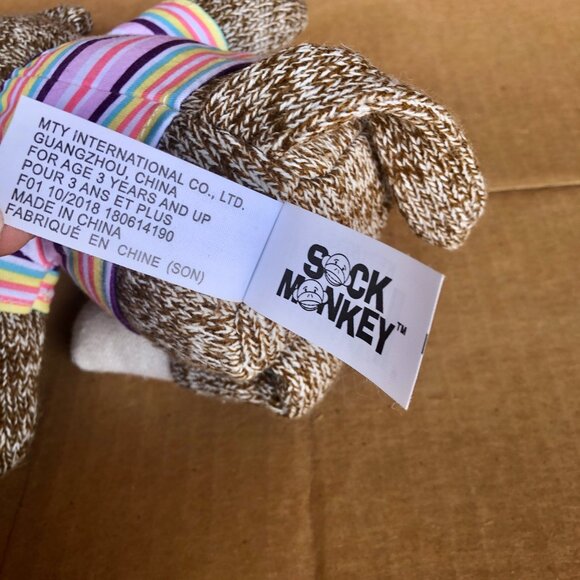 MTY INTERNATIONAL CO., LTD.
GUANGZHOU, CHINA
FOR AGE 3 YEARS AND UP
POUR 3 ANS ET PLUS
F01 10/2018 180614190
MADE IN CHINA
FABRIQUÉ EN CHINE (SON)
SOCK
MONKEY™